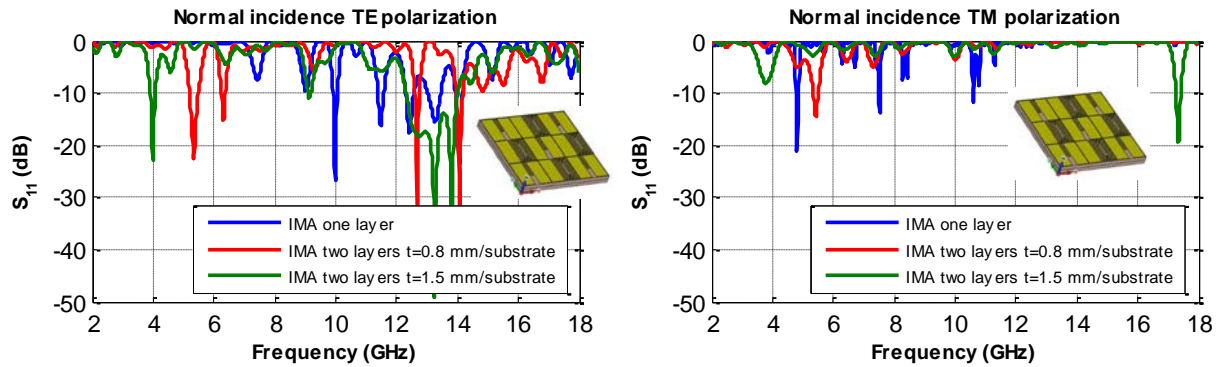 Normal incidence TE polarization
0
-10
-20
-30
-40
-50
S11 (dB)
IMA one layer
IMA two layers t=0.8 mm/substrate
IMA two layers t=1.5 mm/substrate
2 4 6 8 10 12 14 16 18
Frequency (GHz)
Normal incidence TM polarization
0
-10
-20
-30
-40
-50
S11 (dB)
IMA one layer
IMA two layers t=0.8 mm/substrate
IMA two layers t=1.5 mm/substrate
2 4 6 8 10 12 14 16 18
Frequency (GHz)